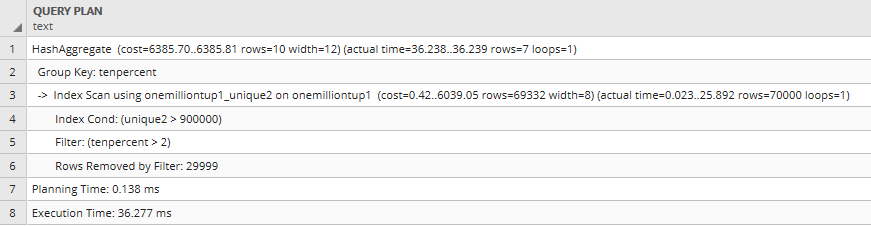 QUERY PLAN
text
1 HashAggregate (cost=6385.70..6385.81 rows=10 width=12) (actual time=36.238..36.239 rows=7 loops=1)
2 Group Key: tenpercent
3 -> Index Scan using onemilliontup1_unique2 on onemilliontup1 (cost=0.42..6039.05 rows=69332 width=8) (actual time=0.023..25.892 rows=70000 loops=1)
4 Index Cond: (unique2 > 900000)
5 Filter: (tenpercent > 2)
6 Rows Removed by Filter: 29999
7 Planning Time: 0.138 ms
8 Execution Time: 36.277 ms